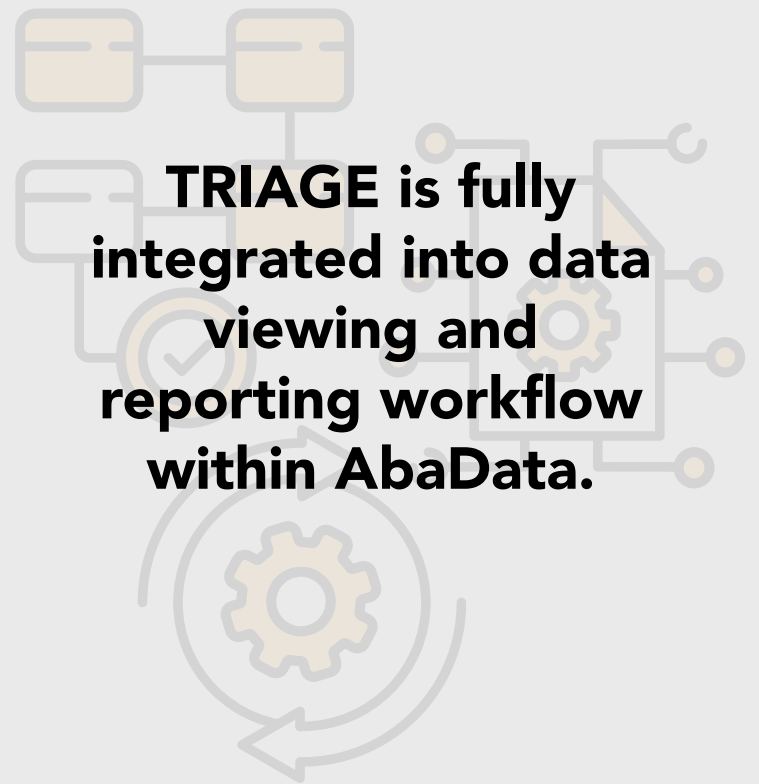 TRIAGE is fully
integrated into data
viewing and
reporting workflow
within AbaData.